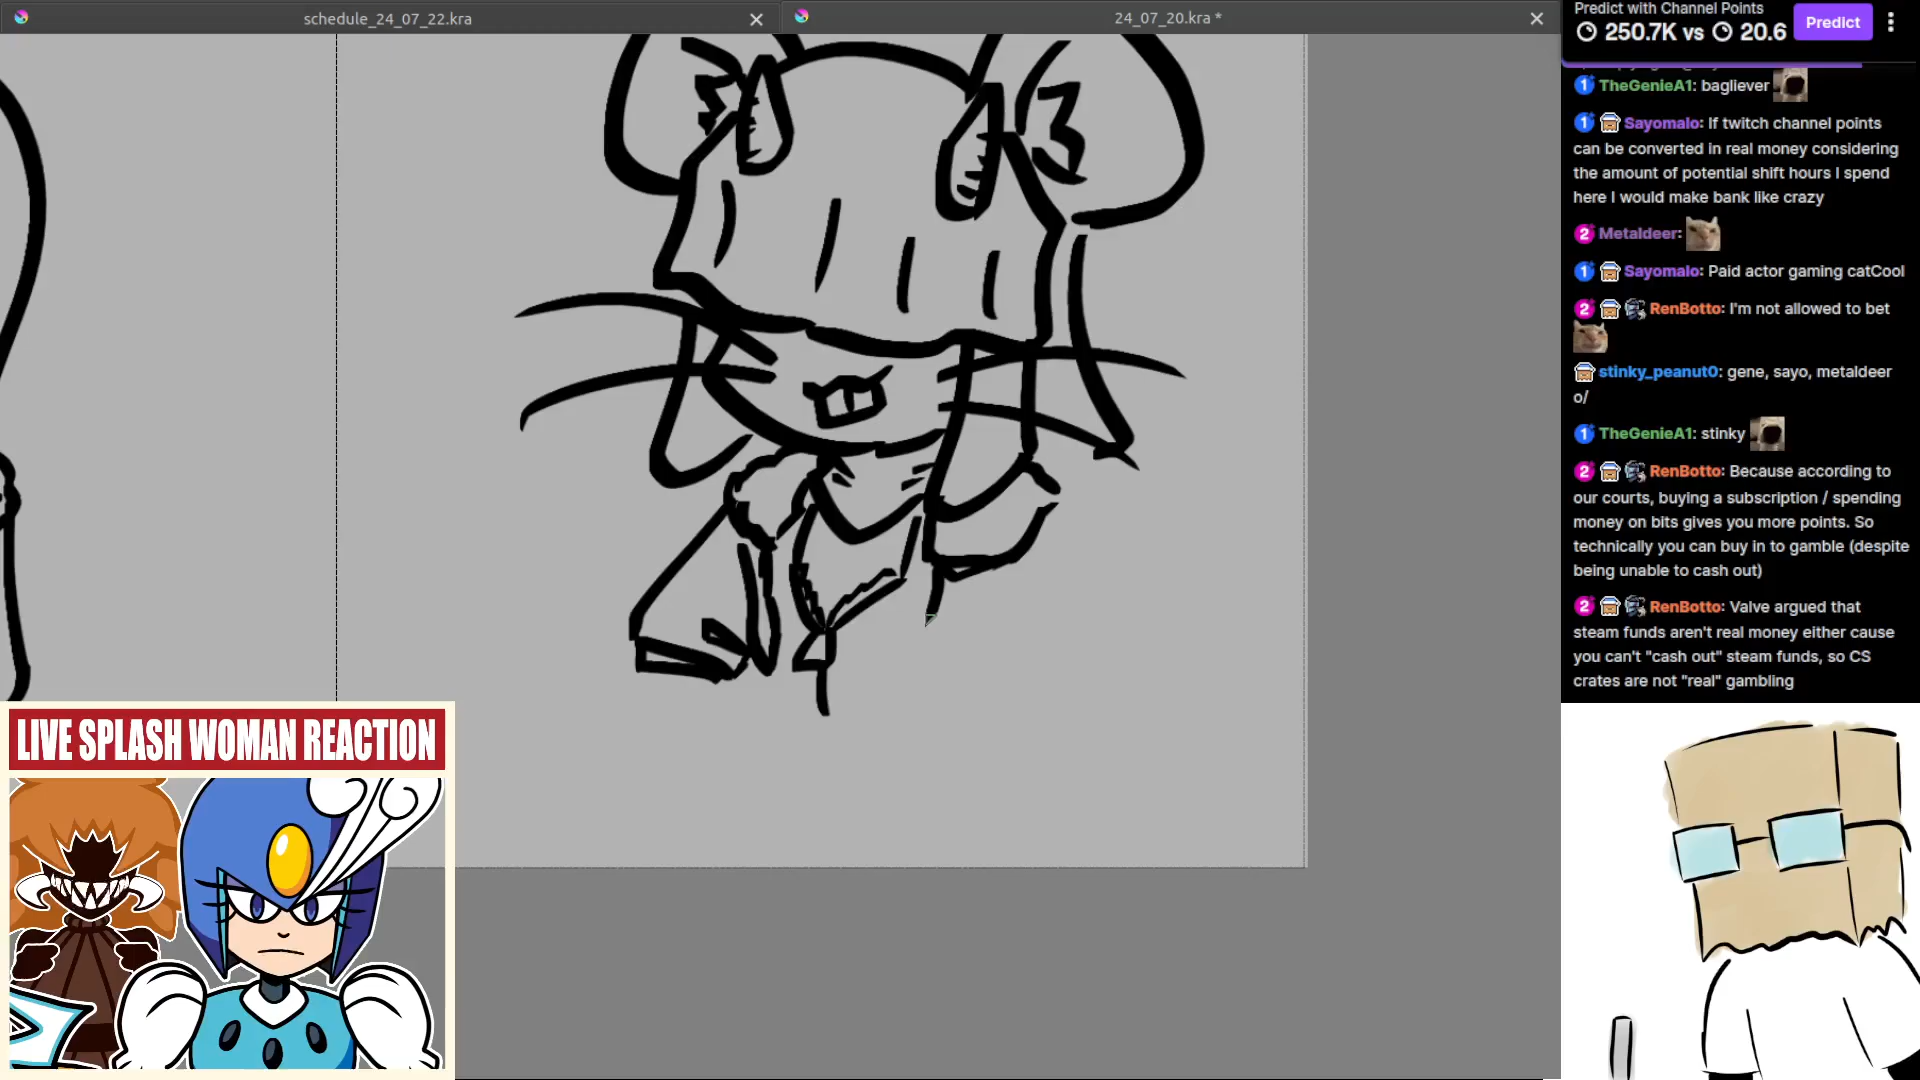 schedule_24_07_22.kra
24_07_20.kra *
Predict with Channel Points
250.7K vs 20.6
Predict
TheGenieA1: bagliever
Sayomalo: If twitch channel points
can be converted in real money considering
the amount of potential shift hours I spend
here I would make bank like crazy
Metaldeer:
Sayomalo: Paid actor gaming catCool
RenBotto: I'm not allowed to bet
stinky_peanut0: gene, sayo, metaldeer
o/
TheGenieA1: stinky
RenBotto: Because according to
our courts, buying a subscription / spending
money on bits gives you more points. So
technically you can buy in to gamble (despite
being unable to cash out)
RenBotto: Valve argued that
steam funds aren't real money either cause
you can't "cash out" steam funds, so CS
crates are not "real" gambling
LIVE SPLASH WOMAN REACTION